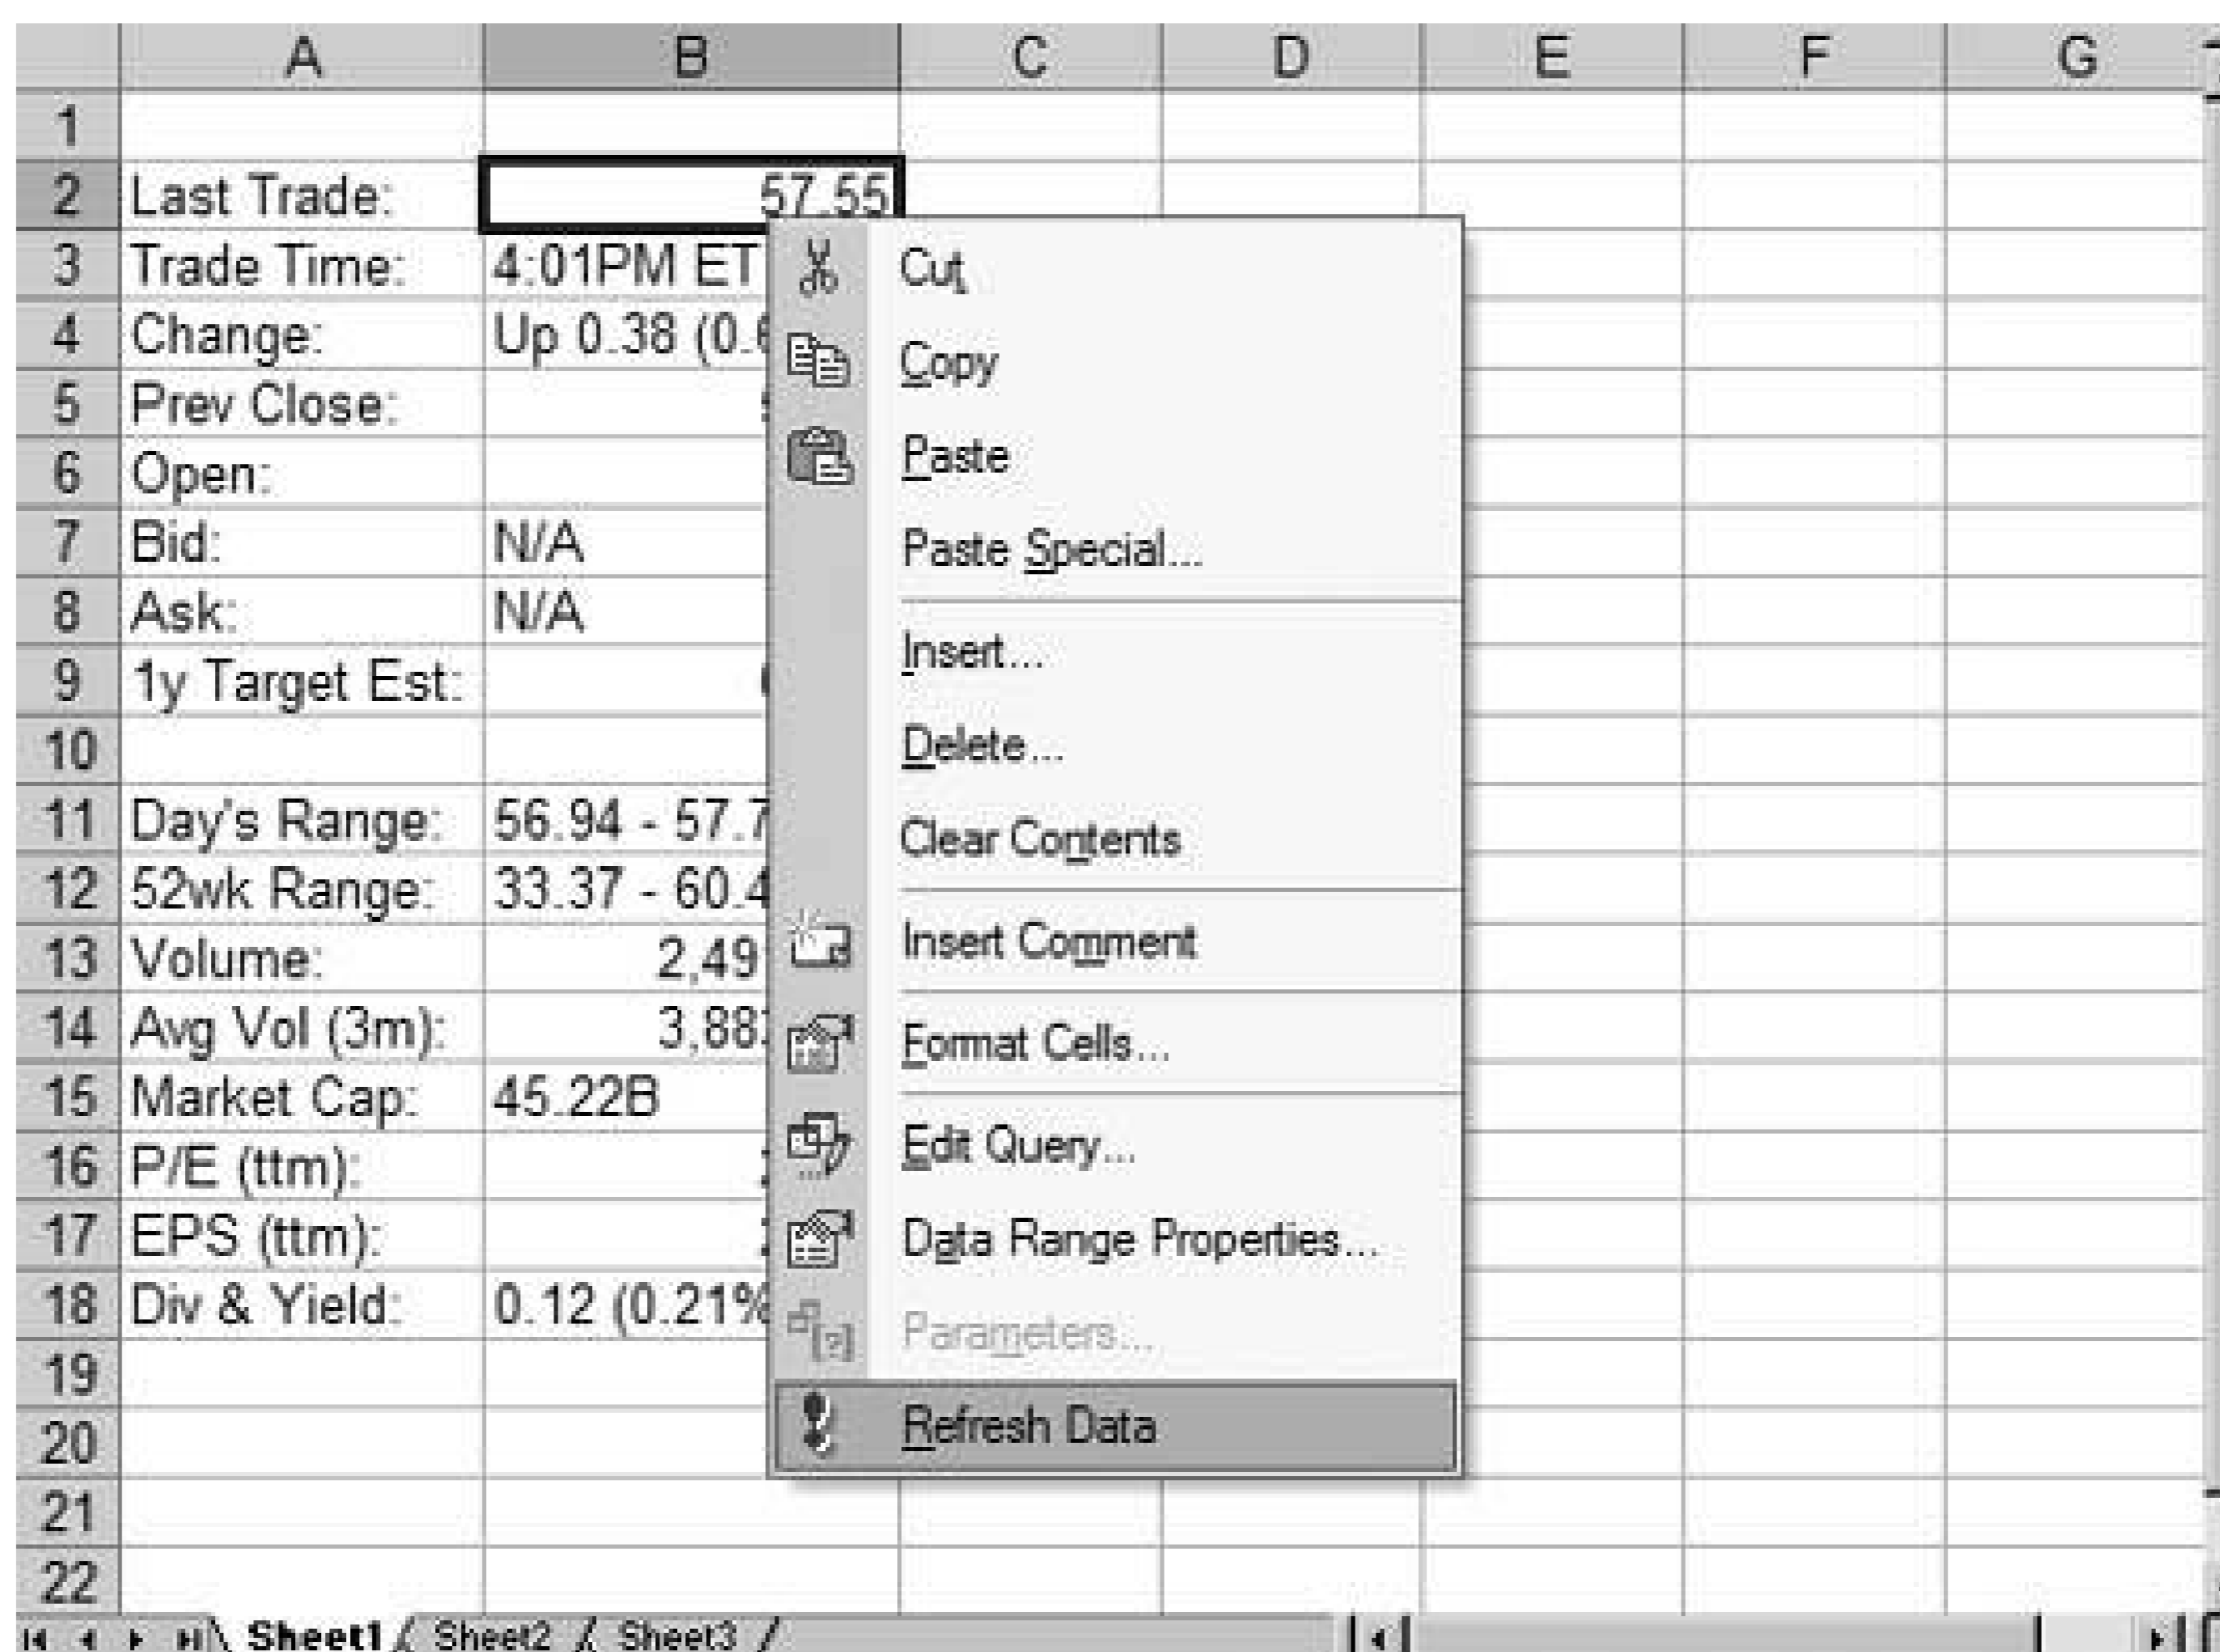 A B C D E F G
1
2 Last Trade: 57.55
3 Trade Time: 4:01PM ET
4 Change: Up 0.38 (0.6
5 Prev Close:
6 Open:
7 Bid: N/A
8 Ask: N/A
9 1y Target Est:
10
11 Day's Range: 56.94 - 57.7
12 52wk Range: 33.37 - 60.4
13 Volume: 2,49
14 Avg Vol (3m): 3,88
15 Market Cap: 45.22B
16 P/E (ttm):
17 EPS (ttm):
18 Div & Yield: 0.12 (0.21%
19
20
21
22
Cut
Copy
Paste
Paste Special...
Insert...
Delete...
Clear Contents
Insert Comment
Format Cells...
Edit Query...
Data Range Properties...
Parameters...
Refresh Data
Sheet1 Sheet2 Sheet3